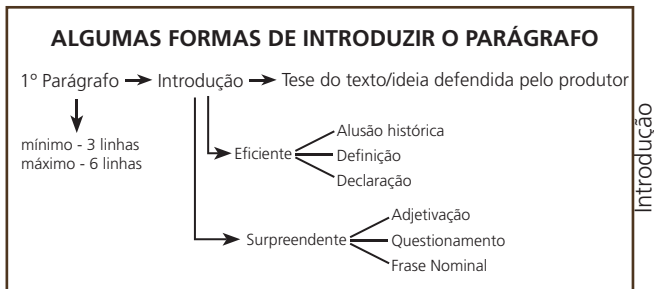 ALGUMAS FORMAS DE INTRODUZIR O PARÁGRAFO
1º Parágrafo Introdução Tese do texto/ideia defendida pelo produtor
mínimo - 3 linhas
máximo - 6 linhas
Alusão histórica
Eficiente Definição
Declaração
Adjetivação
Surpreendente Questionamento
Frase Nominal
Introdução